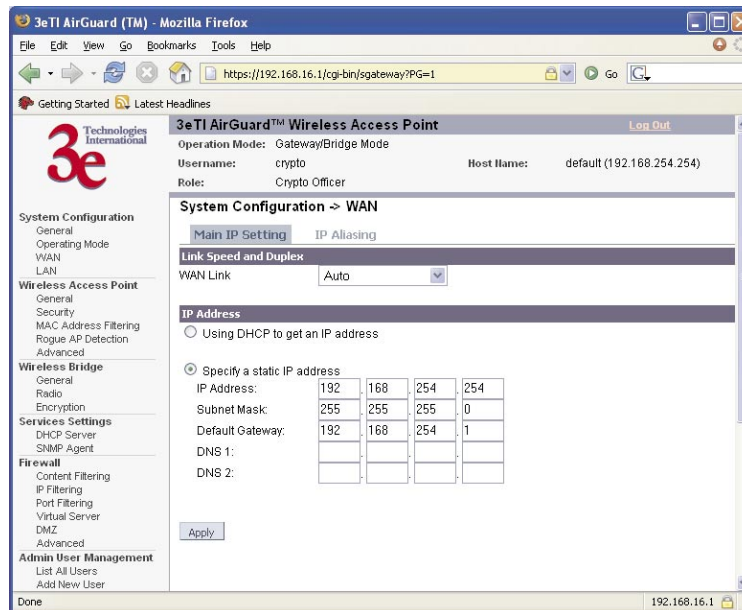 3eTI AirGuard (TM) - Mozilla Firefox
File Edit View Go Bookmarks Tools Help
https://192.168.16.1/cgi-bin/sgateway?PG=1
Go
G
Getting Started Latest Headlines
3e Technologies International
3eTI AirGuard™ Wireless Access Point Log Out
Operation Mode: Gateway/Bridge Mode
Username: crypto Host Name: default (192.168.254.254)
Role: Crypto Officer
System Configuration
General
Operating Mode
WAN
LAN
Wireless Access Point
General
Security
MAC Address Filtering
Rogue AP Detection
Advanced
Wireless Bridge
General
Radio
Encryption
Services Settings
DHCP Server
SNMP Agent
Firewall
Content Filtering
IP Filtering
Port Filtering
Virtual Server
DMZ
Advanced
Admin User Management
List All Users
Add New User
System Configuration -> WAN
Main IP Setting IP Aliasing
Link Speed and Duplex
WAN Link Auto
IP Address
Using DHCP to get an IP address
Specify a static IP address
IP Address: 192 . 168 . 254 . 254
Subnet Mask: 255 . 255 . 255 . 0
Default Gateway: 192 . 168 . 254 . 1
DNS 1: . . .
DNS 2: . . .
Apply
Done 192.168.16.1